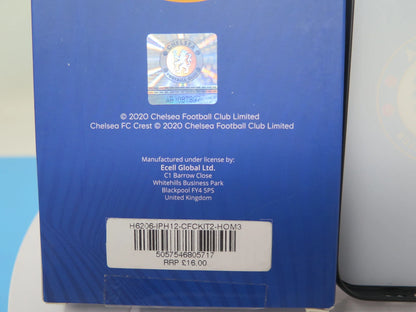 CHELSEA
© 2020 Chelsea Football Club Limited
Chelsea FC Crest © 2020 Chelsea Football Club Limited
Manufactured under license by:
Ecell Global Ltd.
C1 Barrow Close
Whitehills Business Park
Blackpool FY4 5PS
United Kingdom
H6206-IPH12-CFCKIT2-HOM3
5057546805717
RRP £16.00